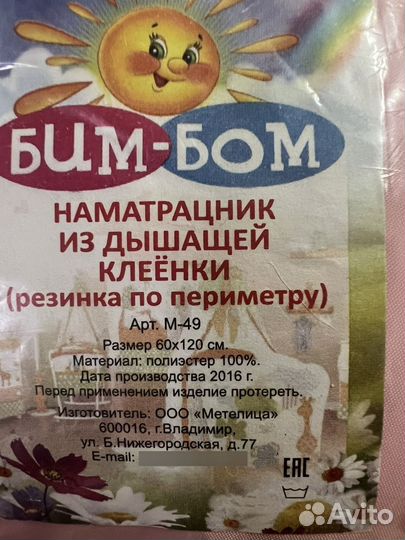 БИМ-БОМ
НАМАТРАЦНИК
ИЗ ДЫШАЩЕЙ
КЛЕЁНКИ
(резинка по периметру)
Арт. М-49
Размер 60х120 см.
Материал: полиэстер 100%.
Дата производства 2016 г.
Перед применением изделие протереть.
Изготовитель: ООО «Метелица»
600016, г.Владимир,
ул. Б.Нижегородская, д.77
E-mail:
EAC
Avito